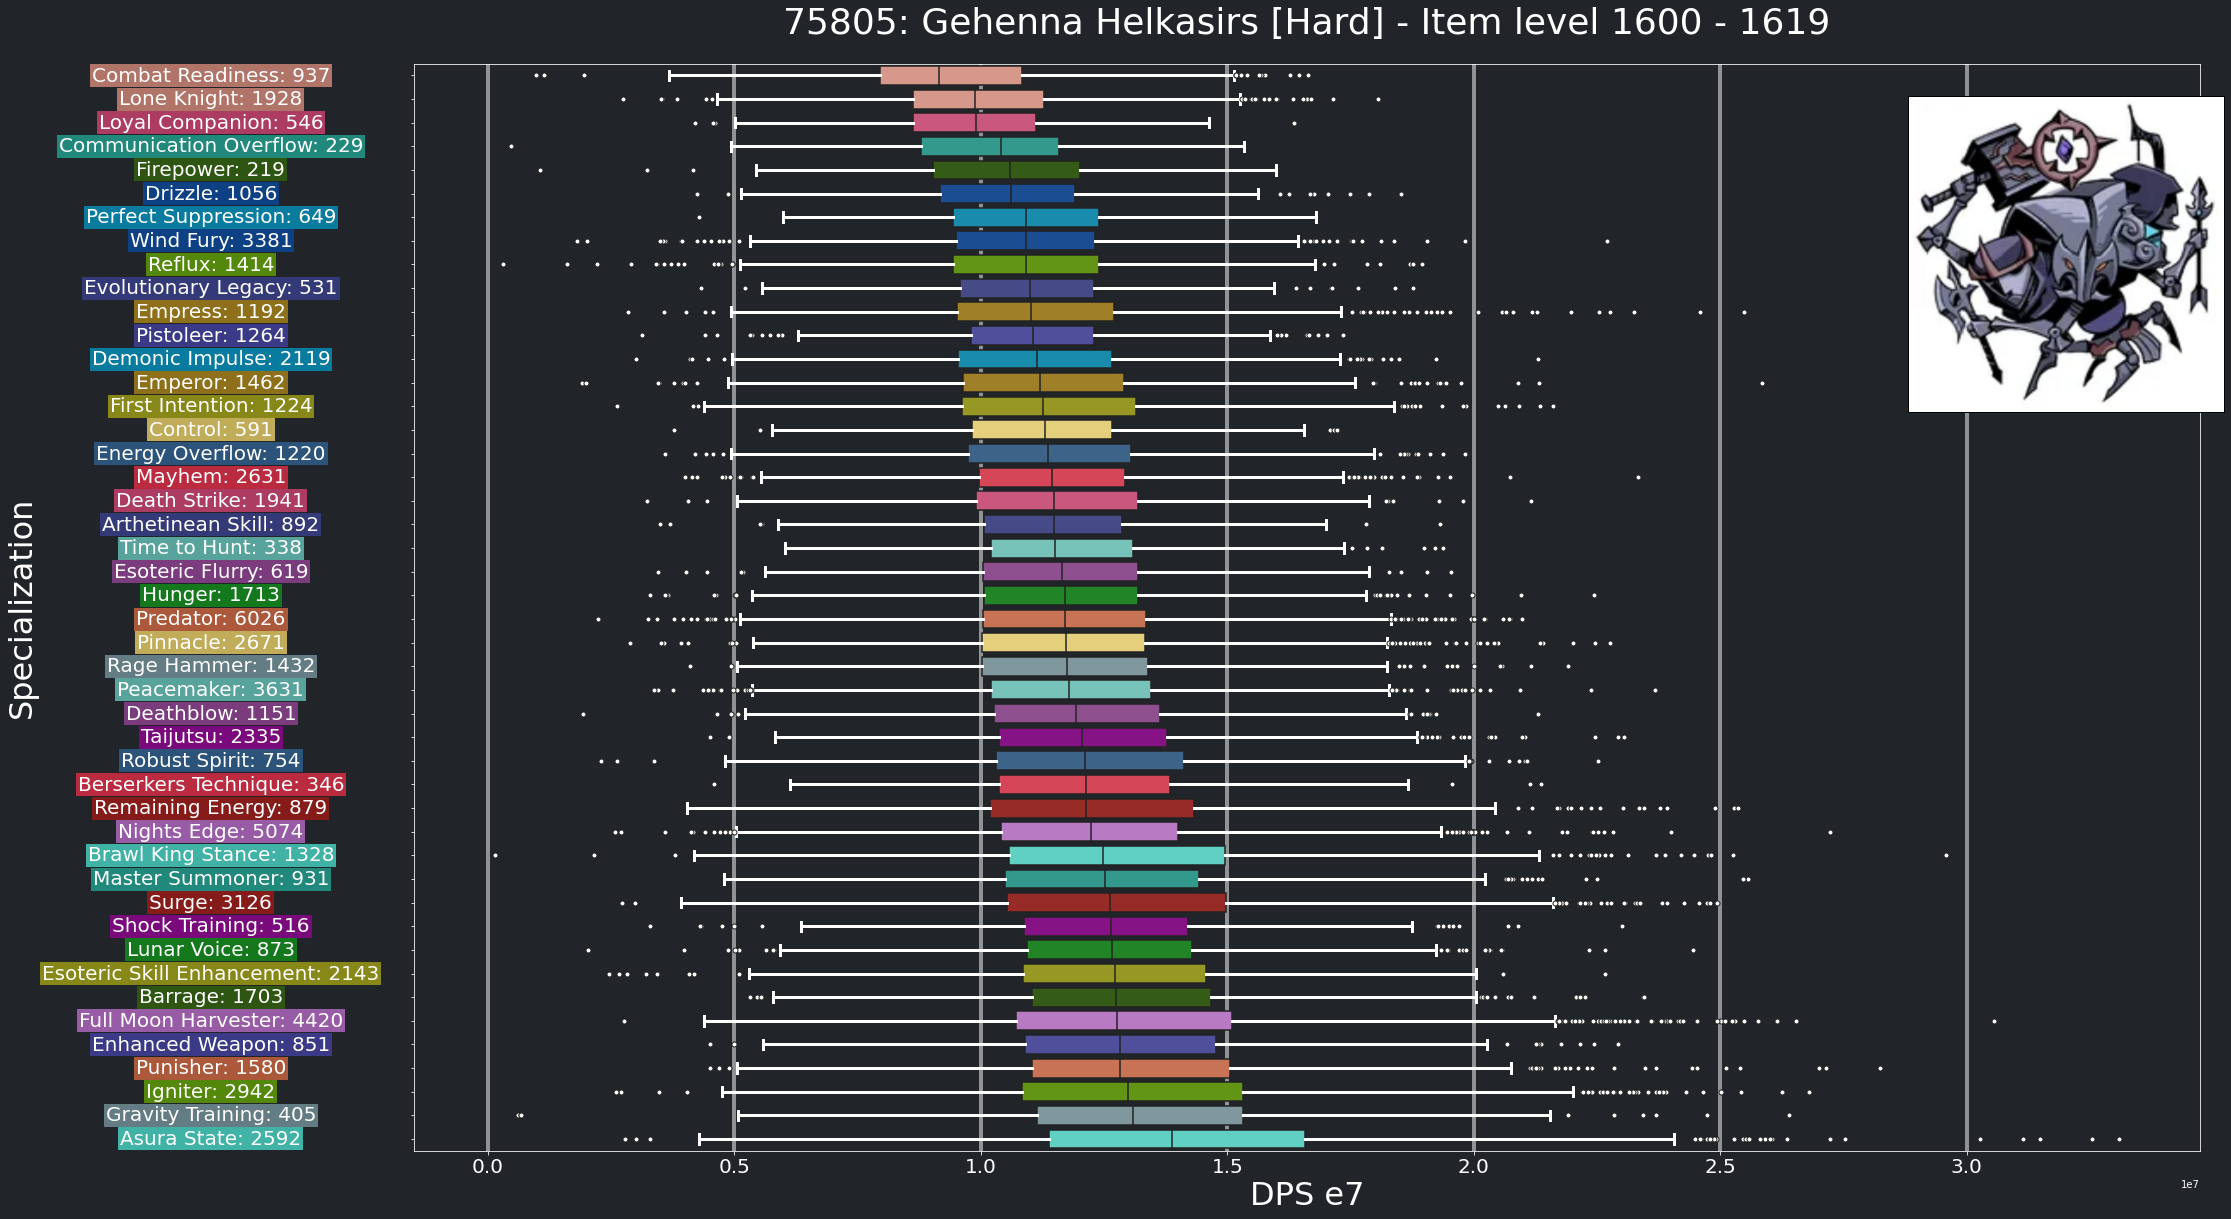 75805: Gehenna Helkasirs [Hard] - Item level 1600 - 1619
Specialization
Combat Readiness: 937
Lone Knight: 1928
Loyal Companion: 546
Communication Overflow: 229
Firepower: 219
Drizzle: 1056
Perfect Suppression: 649
Wind Fury: 3381
Reflux: 1414
Evolutionary Legacy: 531
Empress: 1192
Pistoleer: 1264
Demonic Impulse: 2119
Emperor: 1462
First Intention: 1224
Control: 591
Energy Overflow: 1220
Mayhem: 2631
Death Strike: 1941
Arthetinean Skill: 892
Time to Hunt: 338
Esoteric Flurry: 619
Hunger: 1713
Predator: 6026
Pinnacle: 2671
Rage Hammer: 1432
Peacemaker: 3631
Deathblow: 1151
Taijutsu: 2335
Robust Spirit: 754
Berserkers Technique: 346
Remaining Energy: 879
Nights Edge: 5074
Brawl King Stance: 1328
Master Summoner: 931
Surge: 3126
Shock Training: 516
Lunar Voice: 873
Esoteric Skill Enhancement: 2143
Barrage: 1703
Full Moon Harvester: 4420
Enhanced Weapon: 851
Punisher: 1580
Igniter: 2942
Gravity Training: 405
Asura State: 2592
0.0 0.5 1.0 1.5 2.0 2.5 3.0
1e7
DPS e7